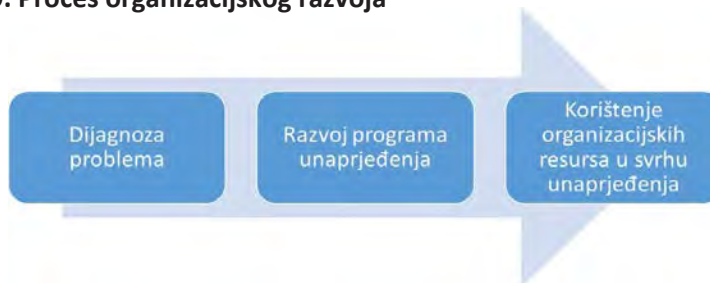 Proces organizacijskog razvoja
Dijagnoza
problema
Razvoj programa
unaprjeđenja
Korištenje
organizacijskih
resursa u svrhu
unaprjeđenja